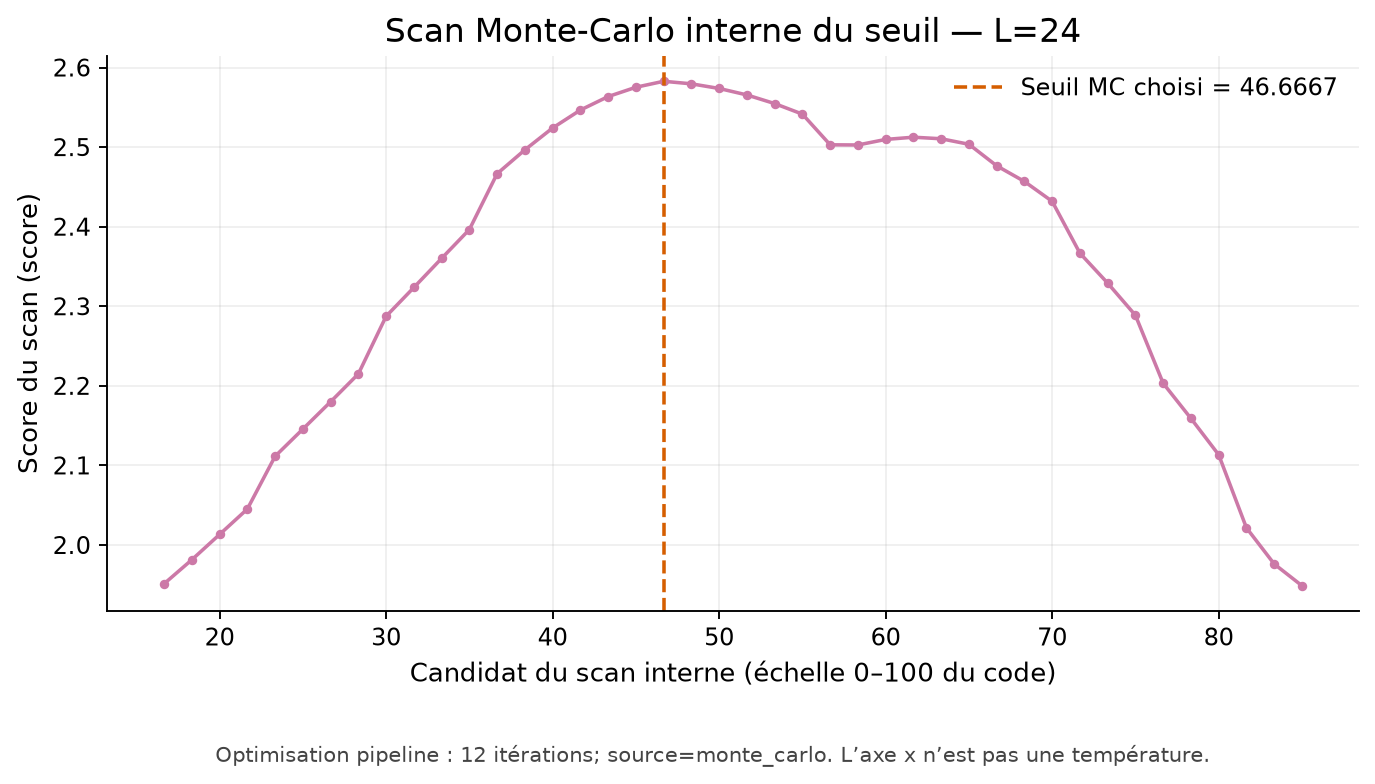 Scan Monte-Carlo interne du seuil — L=24
Seuil MC choisi = 46.6667
Score du scan (score)
2.6
2.5
2.4
2.3
2.2
2.1
2.0
20 30 40 50 60 70 80
Candidat du scan interne (échelle 0–100 du code)
Optimisation pipeline : 12 itérations; source=monte_carlo. L’axe x n’est pas une température.